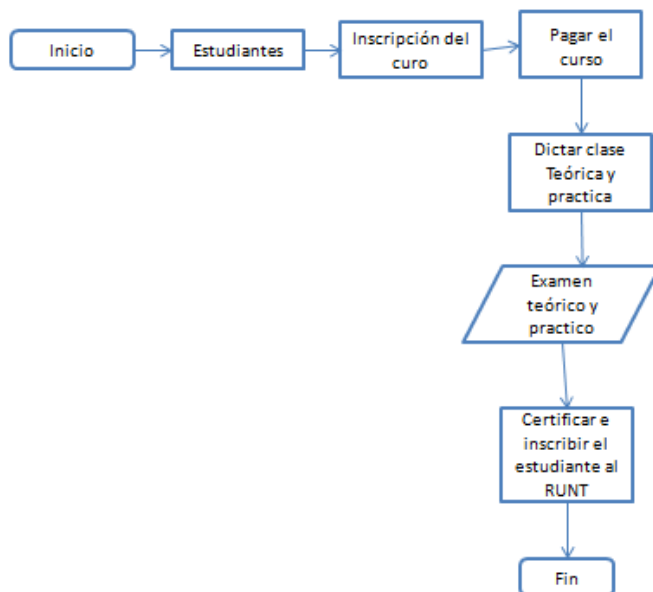 Inicio
Estudiantes
Inscripción del
curo
Pagar el
curso
Dictar clase
Teórica y
practica
Examen
teórico y
practico
Certificar e
inscribir el
estudiante al
RUNT
Fin